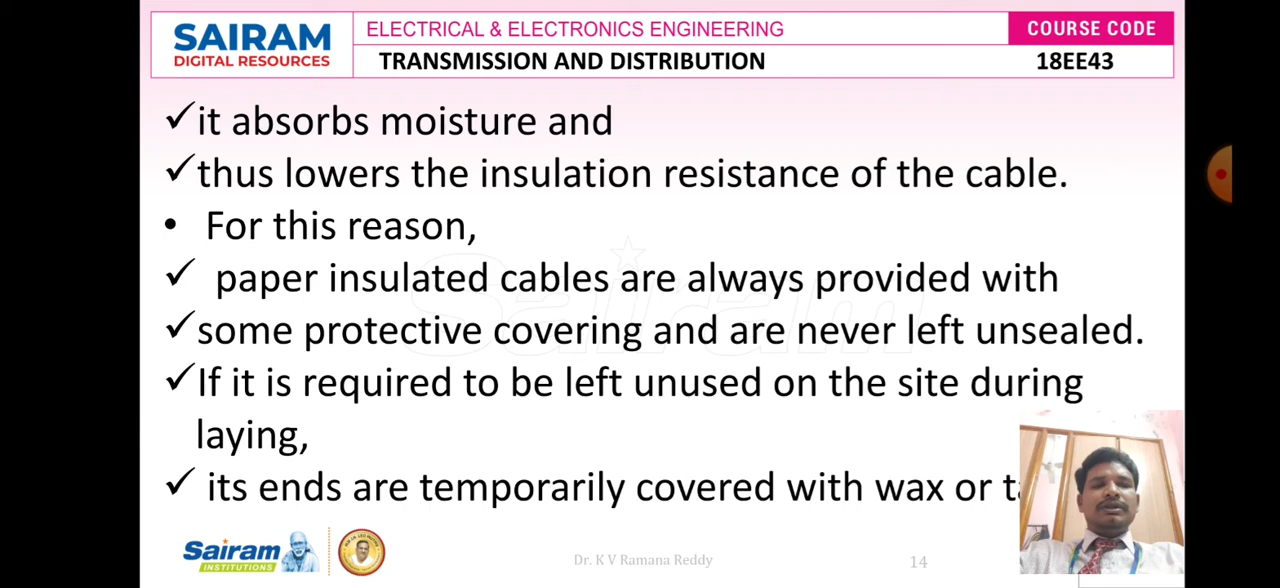 SAIRAM
DIGITAL RESOURCES
ELECTRICAL & ELECTRONICS ENGINEERING
COURSE CODE
TRANSMISSION AND DISTRIBUTION
18EE43
✓it absorbs moisture and
✓thus lowers the insulation resistance of the cable.
• For this reason,
✓ paper insulated cables are always provided with
✓some protective covering and are never left unsealed.
✓If it is required to be left unused on the site during
laying,
✓ its ends are temporarily covered with wax or
Sairam
Sairam
INSTITUTIONS
Dr. K V Ramana Reddy
14